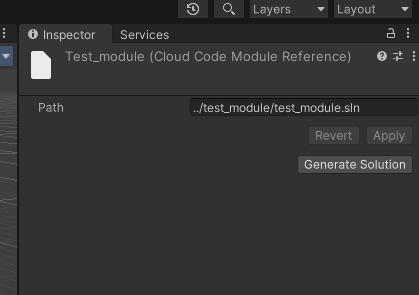 Layers
Layout
Inspector
Services
Test_module (Cloud Code Module Reference)
Path
../test_module/test_module.sln
Revert
Apply
Generate Solution